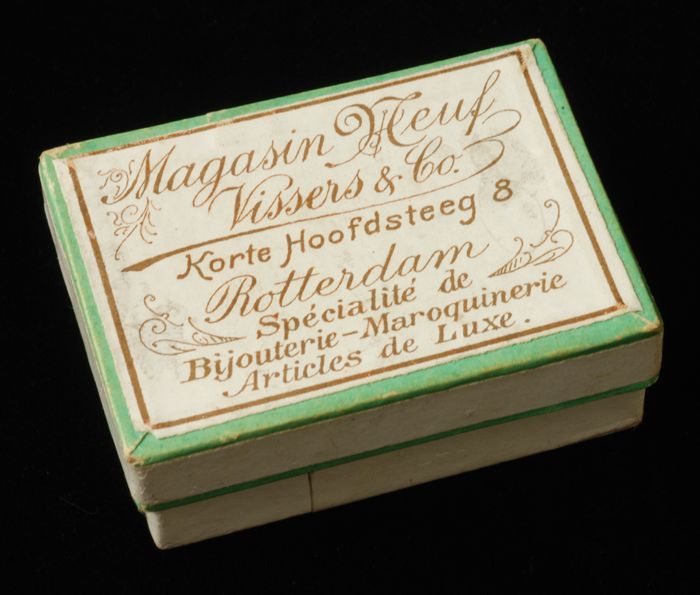 Magasin Neuf
Vissers & Co.
Korte Hoofdsteeg 8
Rotterdam
Spécialité de
Bijouterie-Maroquinerie
Articles de Luxe.